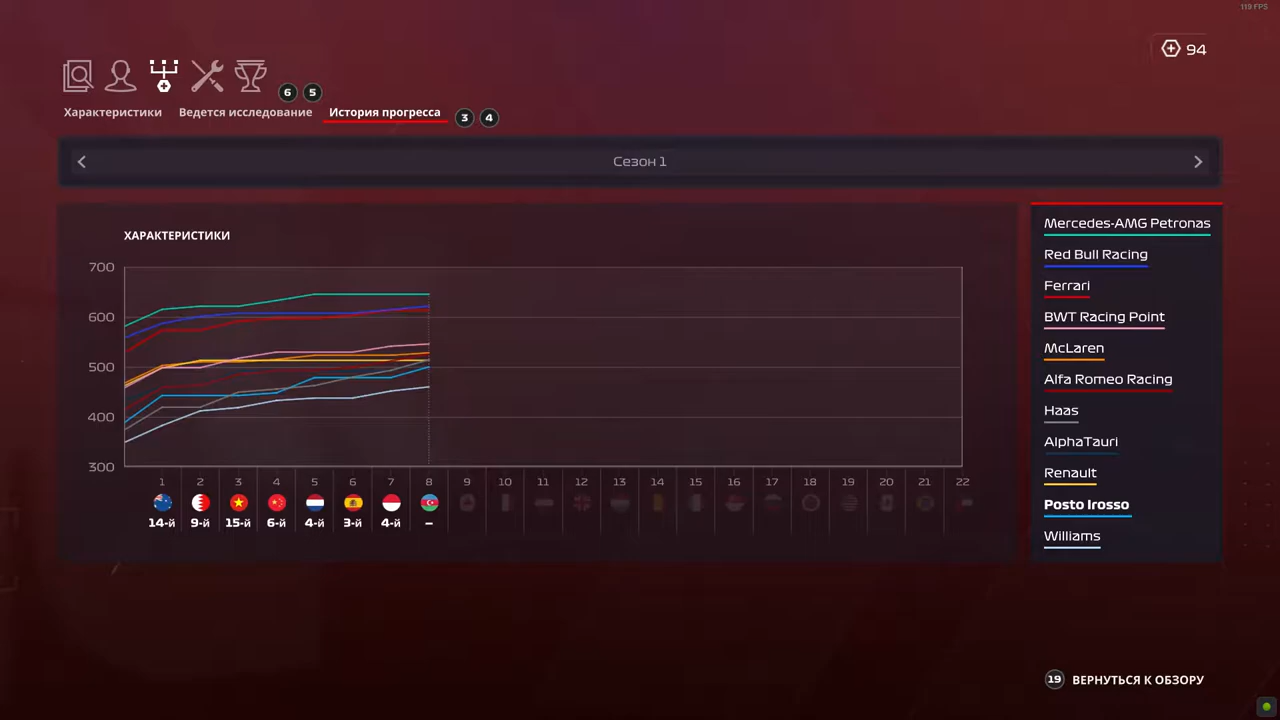 119 FPS
94
6 5
Характеристики Ведется исследование История прогресса 3 4
Сезон 1
ХАРАКТЕРИСТИКИ
700
600
500
400
300
1 2 3 4 5 6 7 8 9 10 11 12 13 14 15 16 17 18 19 20 21 22
14-й 9-й 15-й 6-й 4-й 3-й 4-й –
Mercedes-AMG Petronas
Red Bull Racing
Ferrari
BWT Racing Point
McLaren
Alfa Romeo Racing
Haas
AlphaTauri
Renault
Posto Irosso
Williams
19 ВЕРНУТЬСЯ К ОБЗОРУ